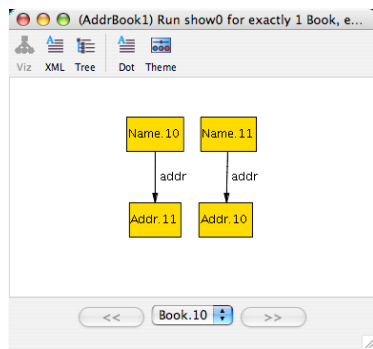 (AddrBook1) Run show0 for exactly 1 Book, e...
Viz XML Tree Dot Theme
Name.10 Name.11
addr addr
Addr.11 Addr.10
<< Book.10 >>